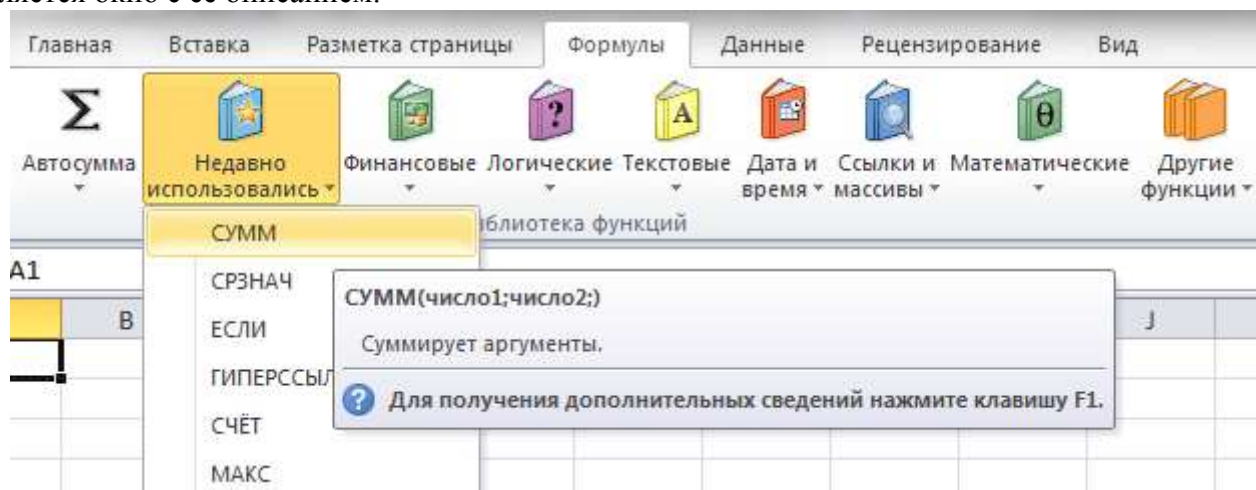 Главная Вставка Разметка страницы Формулы Данные Рецензирование Вид
Σ ? A θ
Автосумма Недавно использовались Финансовые Логические Текстовые Дата и время Ссылки и массивы Математические Другие функции
блиотека функций
СУММ
A1
СРЗНАЧ
СУММ(число1;число2;)
B
J
ЕСЛИ
Суммирует аргументы.
ГИПЕРССЫЛ
? Для получения дополнительных сведений нажмите клавишу F1.
СЧЁТ
МАКС